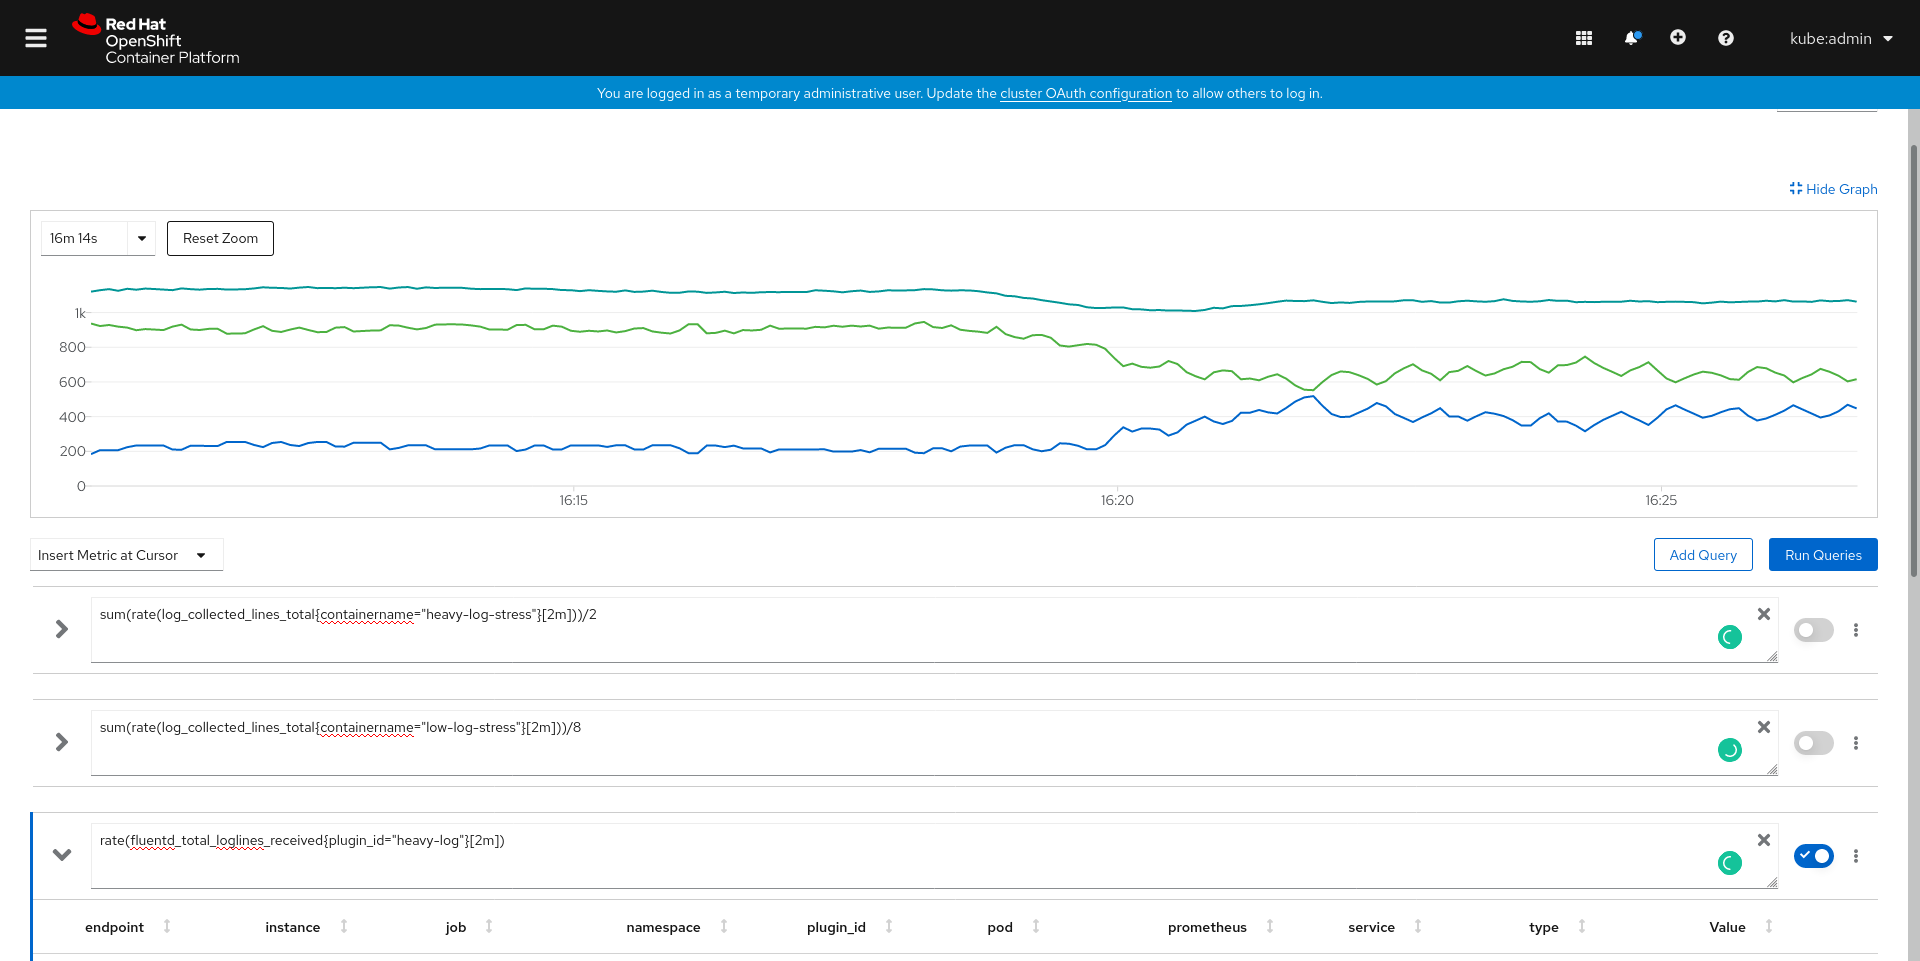 Red Hat
OpenShift
Container Platform
kube:admin
You are logged in as a temporary administrative user. Update the cluster OAuth configuration to allow others to log in.
Hide Graph
16m 14s
Reset Zoom
1k
800
600
400
200
0
16:15
16:20
16:25
Insert Metric at Cursor
Add Query
Run Queries
sum(rate(log_collected_lines_total{containername="heavy-log-stress"}[2m]))/2
sum(rate(log_collected_lines_total{containername="low-log-stress"}[2m]))/8
rate(fluentd_total_loglines_received{plugin_id="heavy-log"}[2m])
endpoint instance job namespace plugin_id pod prometheus service type Value